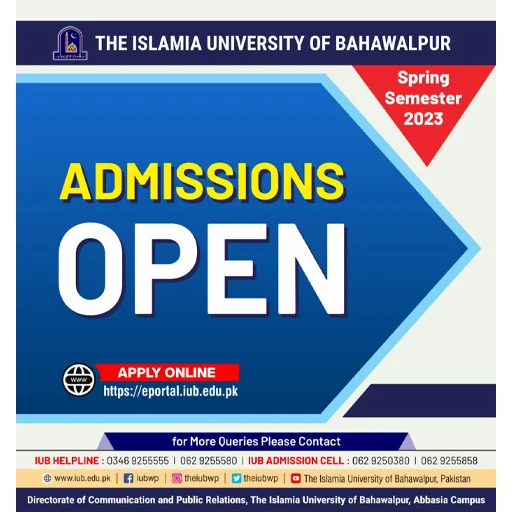 THE ISLAMIA UNIVERSITY OF BAHAWALPUR
Spring
Semester
2023
ADMISSIONS
OPEN
www
APPLY ONLINE
https://eportal.iub.edu.pk
for More Queries Please Contact
IUB HELPLINE : 0346 9255555 | 062 9255580 | IUB ADMISSION CELL : 062 9250380 | 062 9255858
www.iub.edu.pk | iubwp | theiubwp | theiubwp | The Islamia University of Bahawalpur, Pakistan
Directorate of Communication and Public Relations, The Islamia University of Bahawalpur, Abbasia Campus